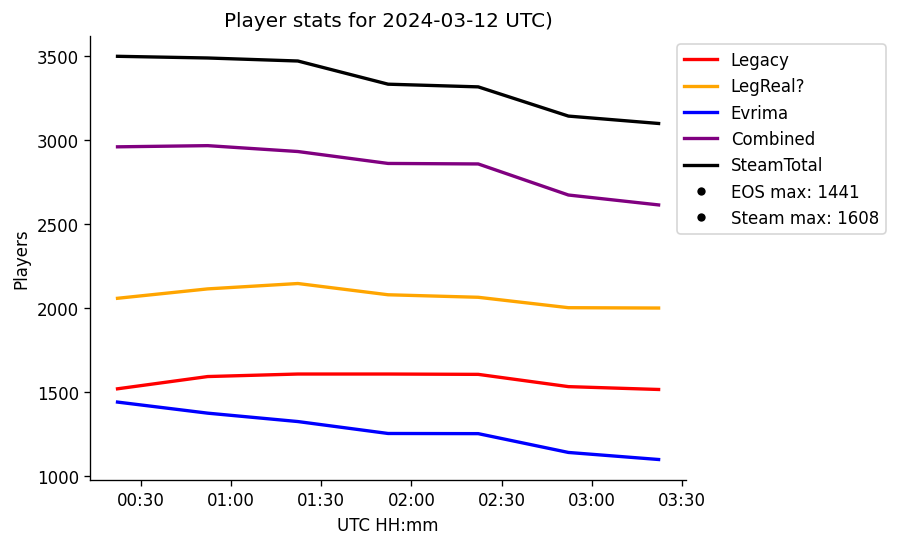 Player stats for 2024-03-12 UTC)
Players
3500
3000
2500
2000
1500
1000
00:30
01:00
01:30
02:00
02:30
03:00
03:30
UTC HH:mm
Legacy
LegReal?
Evrima
Combined
SteamTotal
EOS max: 1441
Steam max: 1608